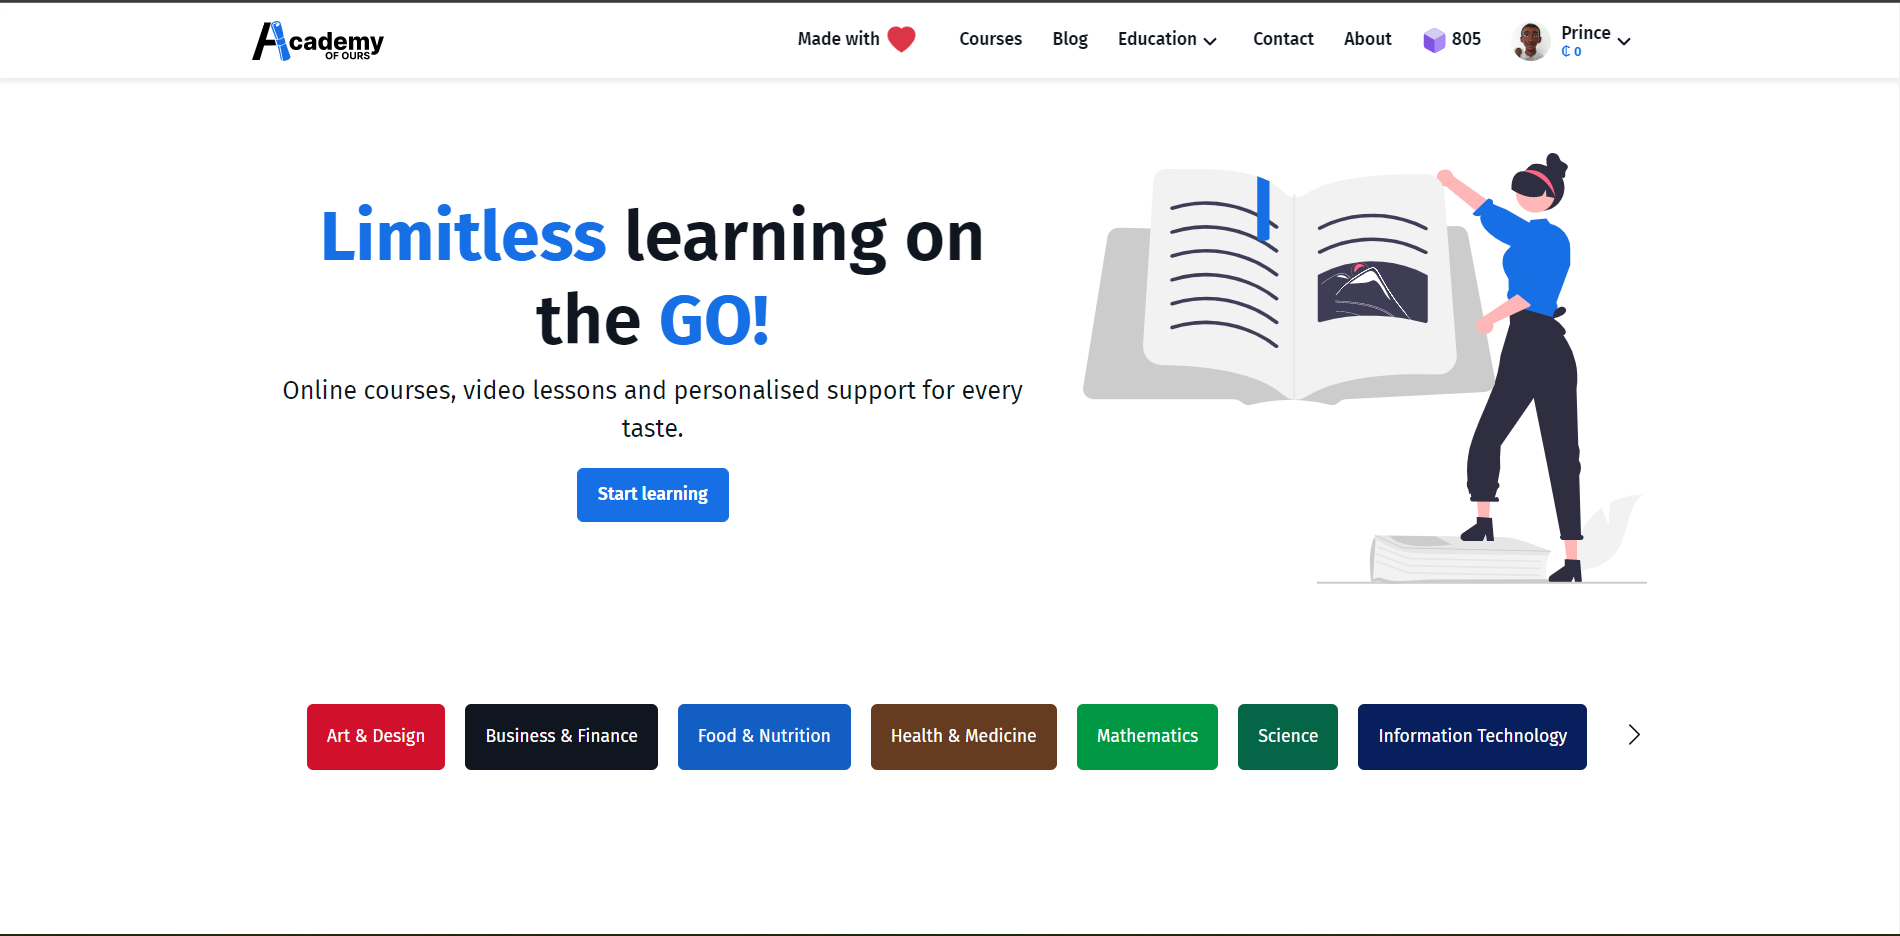 Academy
OF OURS
Made with
Courses
Blog
Education
Contact
About
805
Prince
₵ 0
Limitless learning on
the GO!
Online courses, video lessons and personalised support for every
taste.
Start learning
Art & Design
Business & Finance
Food & Nutrition
Health & Medicine
Mathematics
Science
Information Technology